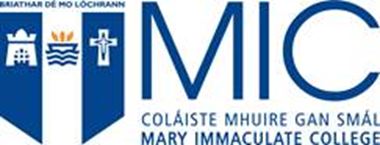 BRIATHAR DÉ MO LÓCHRANN
MIC
COLÁISTE MHUIRE GAN SMÁL
MARY IMMACULATE COLLEGE